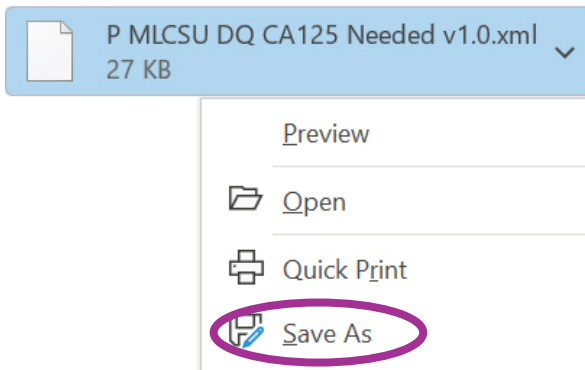 P MLCSU DQ CA125 Needed v1.0.xml
27 KB
Preview
Open
Quick Print
Save As